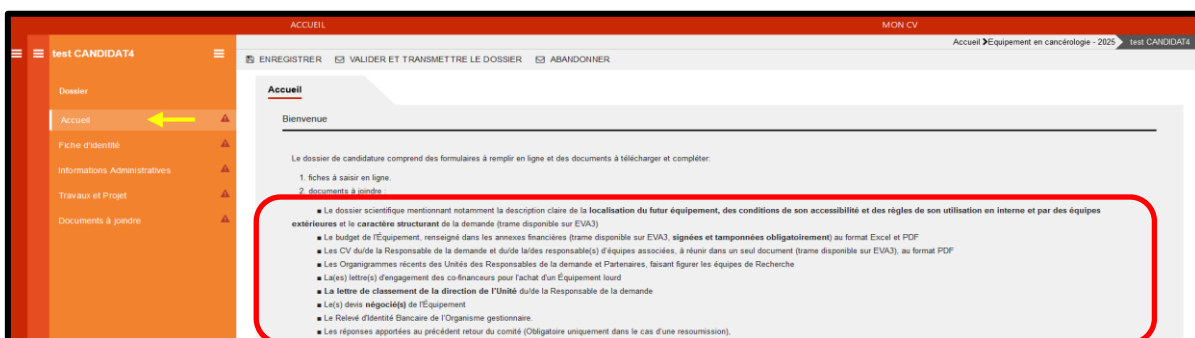 ACCUEIL MON CV
test CANDIDAT4
Accueil Equipement en cancérologie - 2025 test CANDIDAT4
ENREGISTRER VALIDER ET TRANSMETTRE LE DOSSIER ABANDONNER
Dossier
Accueil
Fiche d'identité
Informations Administratives
Travaux et Projet
Documents à joindre
Accueil
Bienvenue
Le dossier de candidature comprend des formulaires à remplir en ligne et des documents à télécharger et compléter:
1. fiches à saisir en ligne.
2. documents à joindre :
■ Le dossier scientifique mentionnant notamment la description claire de la localisation du futur équipement, des conditions de son accessibilité et des règles de son utilisation en interne et par des équipes
extérieures et le caractère structurant de la demande (trame disponible sur EVA3)
■ Le budget de l'Équipement, renseigné dans les annexes financières (trame disponible sur EVA3, signées et tamponnées obligatoirement) au format Excel et PDF
■ Les CV du/de la Responsable de la demande et du/de la/des responsable(s) d'équipes associées, à réunir dans un seul document (trame disponible sur EVA3), au format PDF
■ Les Organigrammes récents des Unités des Responsables de la demande et Partenaires, faisant figurer les équipes de Recherche
■ La(es) lettre(s) d'engagement des co-financeurs pour l'achat d'un Équipement lourd
■ La lettre de classement de la direction de l'Unité du/de la Responsable de la demande
■ Le(s) devis négocié(s) de l'Équipement
■ Le Relevé d'Identité Bancaire de l'Organisme gestionnaire.
■ Les réponses apportées au précédent retour du comité (Obligatoire uniquement dans le cas d'une resoumission),